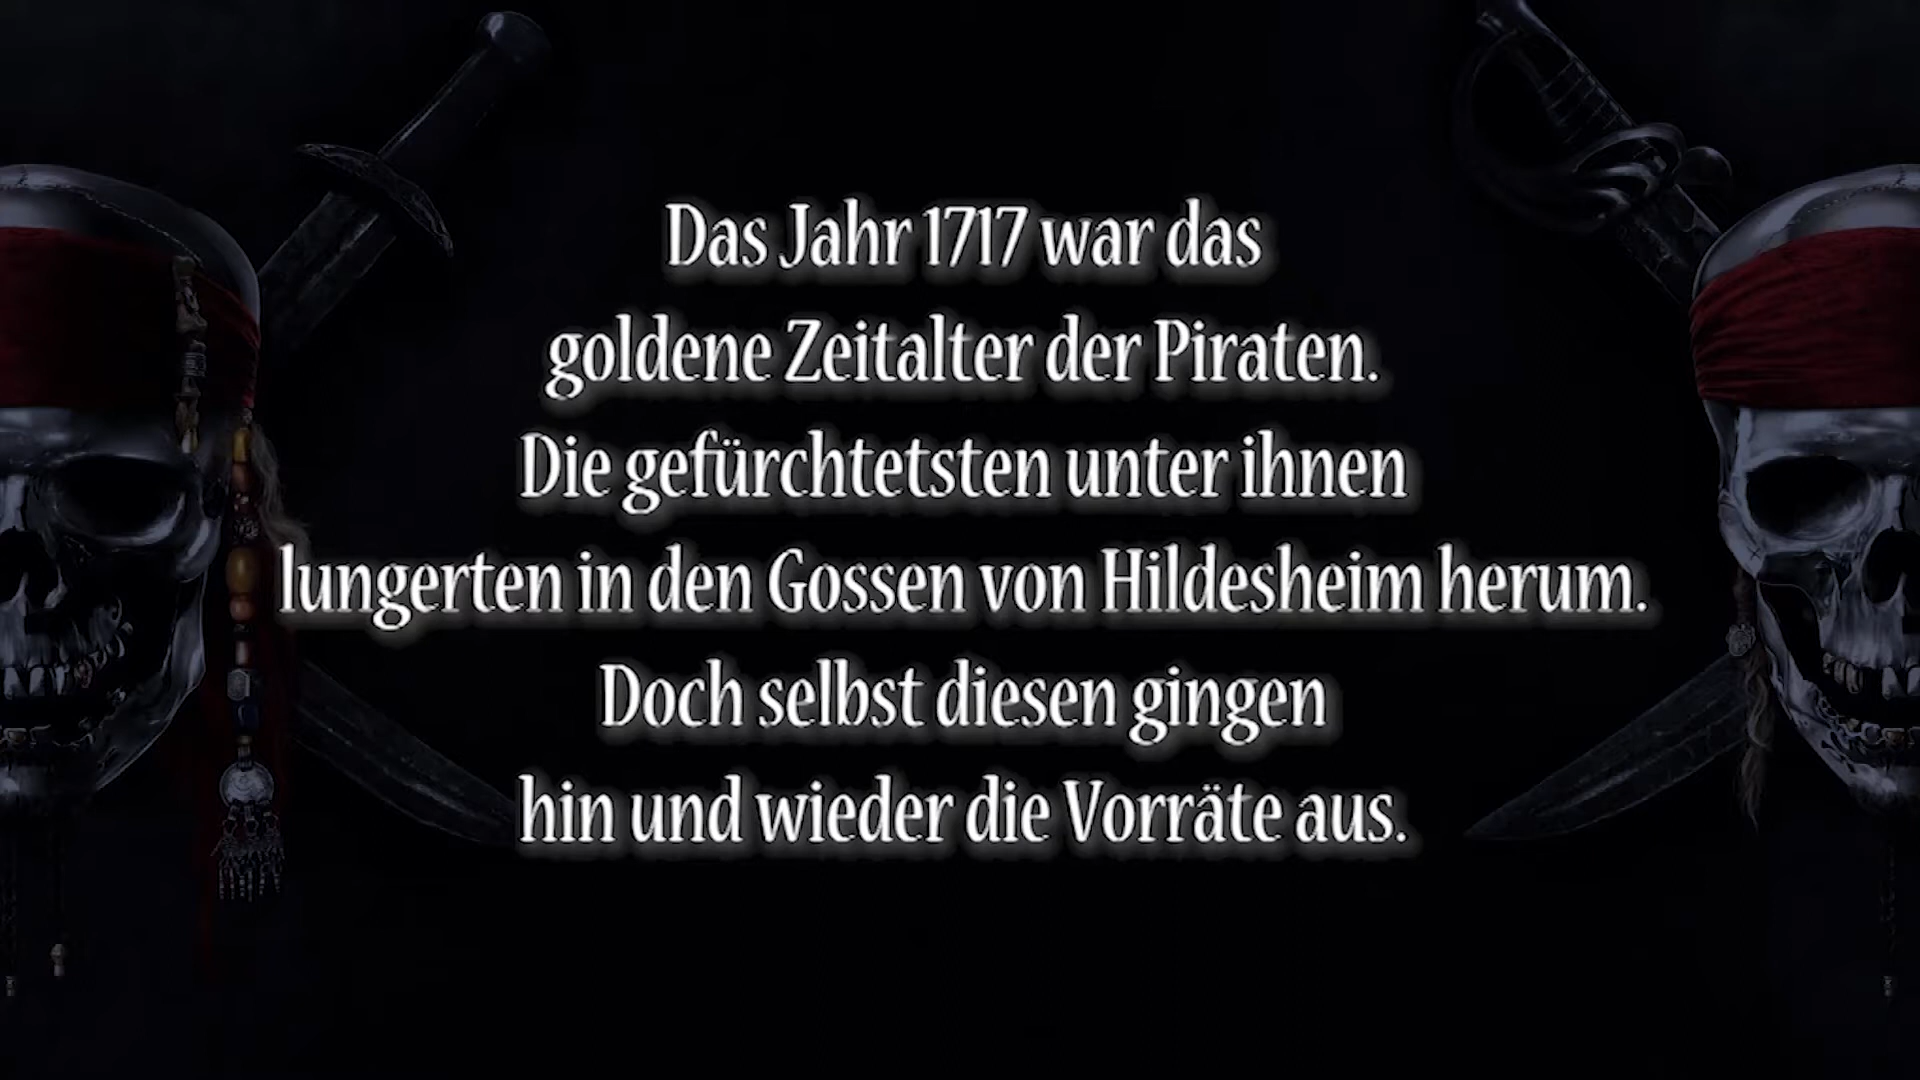 Das Jahr 1717 war das
goldene Zeitalter der Piraten.
Die gefürchtetsten unter ihnen
lungerten in den Gossen von Hildesheim herum.
Doch selbst diesen gingen
hin und wieder die Vorräte aus.